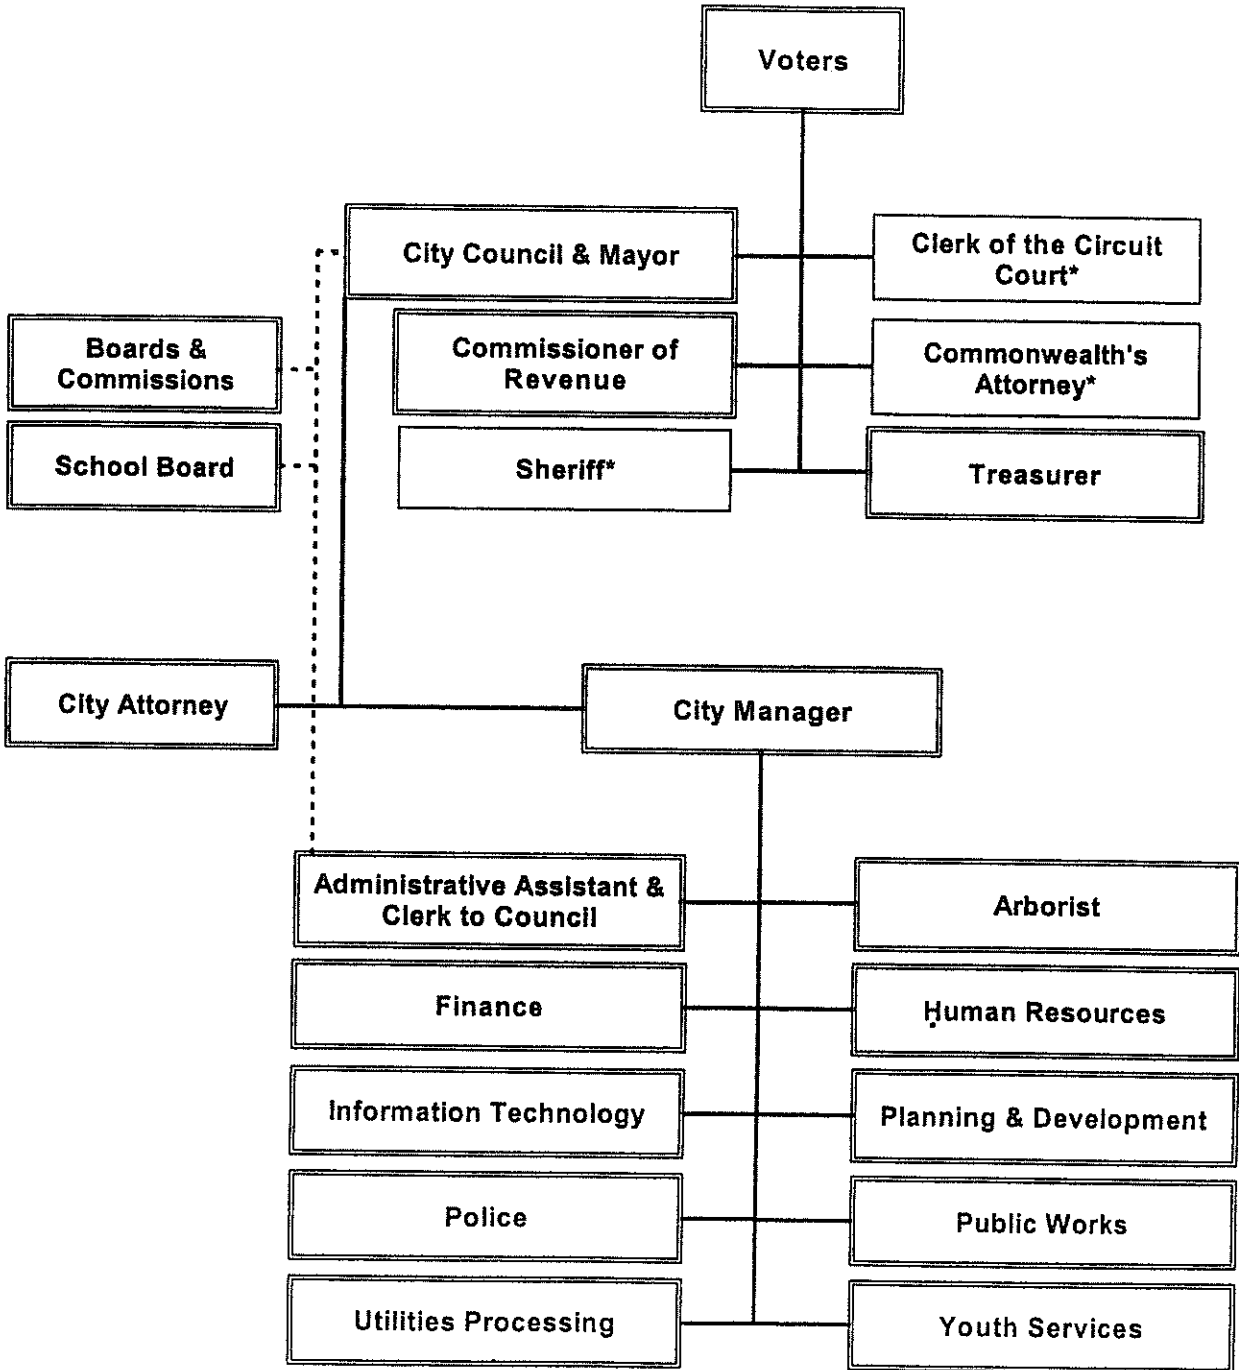 Voters
City Council & Mayor
Clerk of the Circuit
Court*
Boards &
Commissions
Commissioner of
Revenue
Commonwealth's
Attorney*
School Board
Sheriff*
Treasurer
City Attorney
City Manager
Administrative Assistant &
Clerk to Council
Arborist
Finance
Human Resources
Information Technology
Planning & Development
Police
Public Works
Utilities Processing
Youth Services